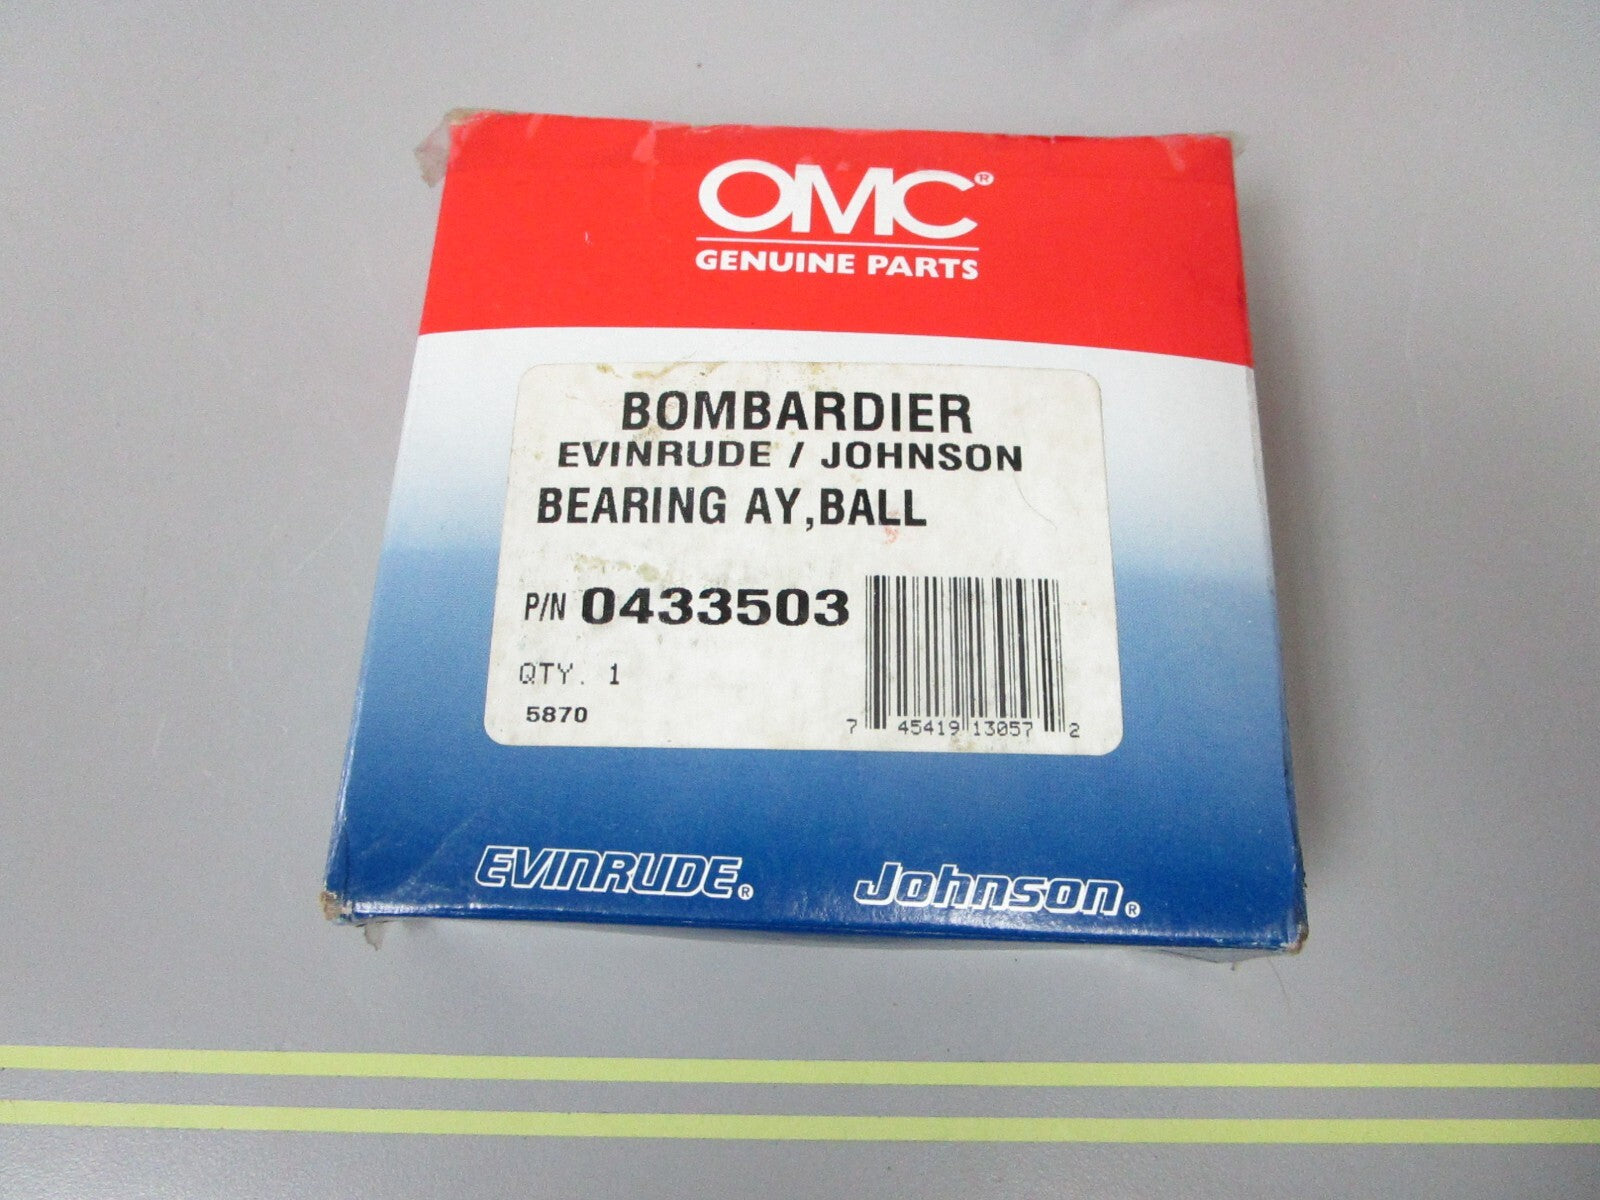 OMC®
GENUINE PARTS
BOMBARDIER
EVINRUDE / JOHNSON
BEARING AY,BALL
P/N 0433503
QTY. 1
5870
7 45419 13057 2
EVINRUDE® Johnson®